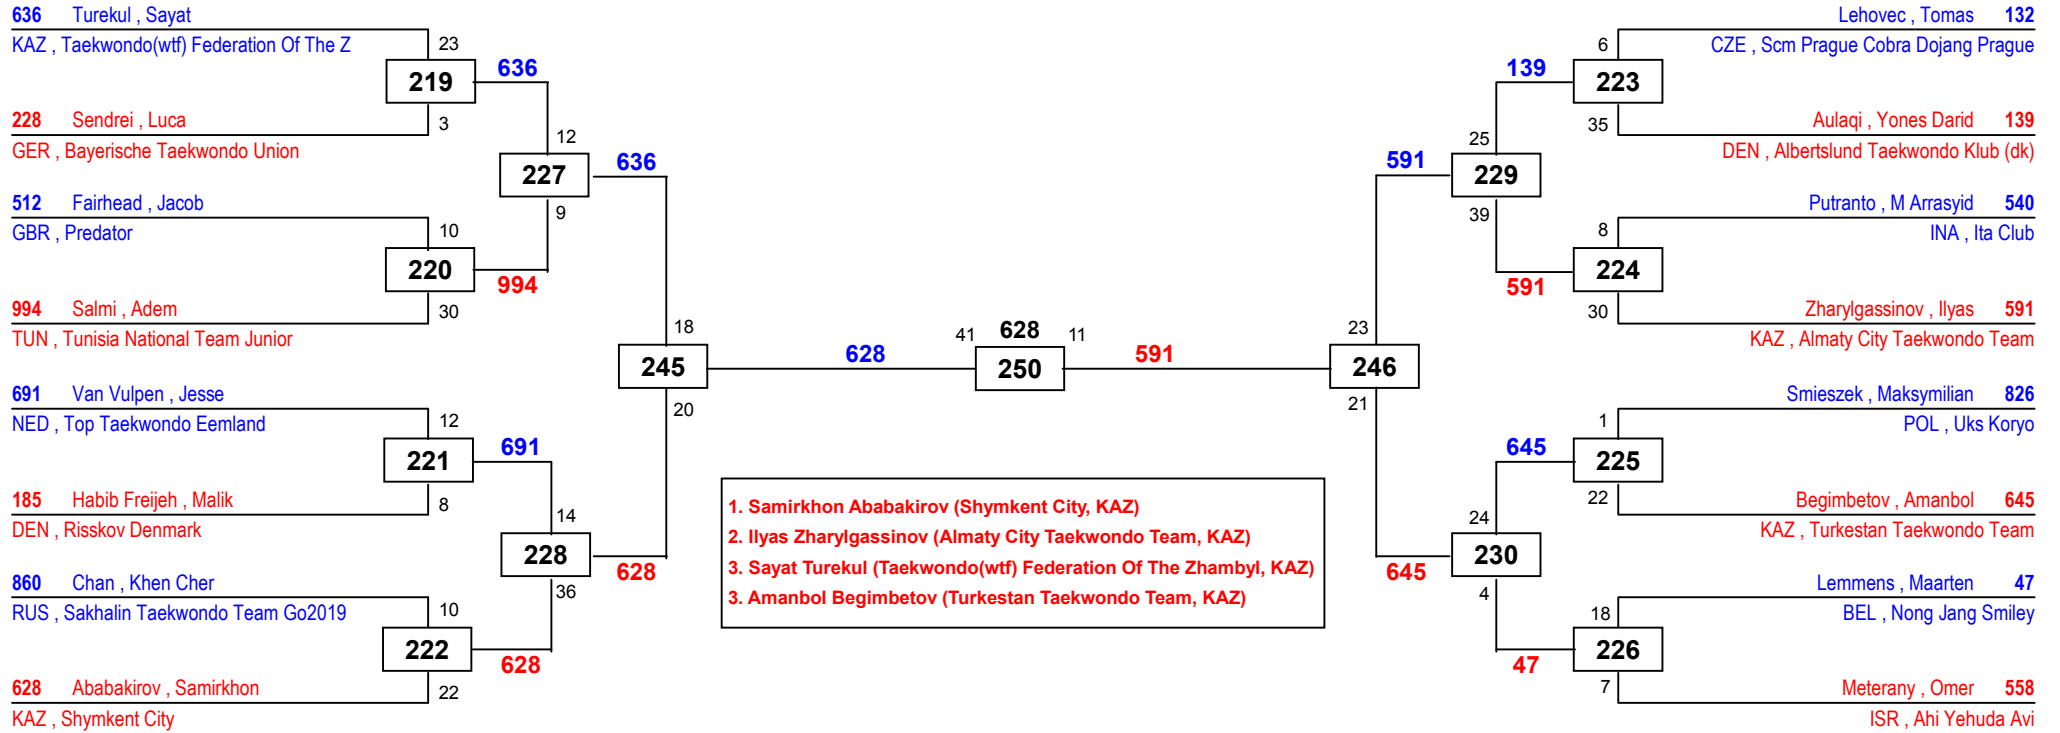 636 Turekul , Sayat
KAZ , Taekwondo(wtf) Federation Of The Z
23
219
636
3
228 Sendrei , Luca
GER , Bayerische Taekwondo Union
12
227
636
9
512 Fairhead , Jacob
GBR , Predator
10
220
994
30
994 Salmi , Adem
TUN , Tunisia National Team Junior
18
245
628
20
691 Van Vulpen , Jesse
NED , Top Taekwondo Eemland
12
221
691
8
185 Habib Freijeh , Malik
DEN , Risskov Denmark
14
228
628
36
860 Chan , Khen Cher
RUS , Sakhalin Taekwondo Team Go2019
10
222
628
22
628 Ababakirov , Samirkhon
KAZ , Shymkent City
41 628 11
250
591
1. Samirkhon Ababakirov (Shymkent City, KAZ)
2. Ilyas Zharylgassinov (Almaty City Taekwondo Team, KAZ)
3. Sayat Turekul (Taekwondo(wtf) Federation Of The Zhambyl, KAZ)
3. Amanbol Begimbetov (Turkestan Taekwondo Team, KAZ)
Lehovec , Tomas 132
CZE , Scm Prague Cobra Dojang Prague
6
139
223
35
Aulaqi , Yones Darid 139
DEN , Albertslund Taekwondo Klub (dk)
25
591
229
39
Putranto , M Arrasyid 540
INA , Ita Club
8
224
591
30
Zharylgassinov , Ilyas 591
KAZ , Almaty City Taekwondo Team
23
246
21
Smieszek , Maksymilian 826
POL , Uks Koryo
1
645
225
22
Begimbetov , Amanbol 645
KAZ , Turkestan Taekwondo Team
24
230
645
4
Lemmens , Maarten 47
BEL , Nong Jang Smiley
18
226
47
7
Meterany , Omer 558
ISR , Ahi Yehuda Avi